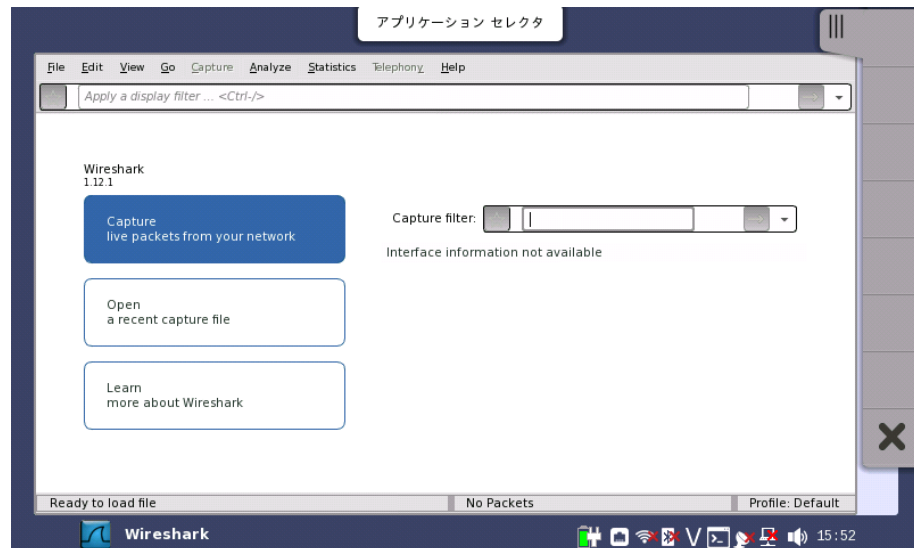 アプリケーション セレクタ
File Edit View Go Capture Analyze Statistics Telephony Help
Apply a display filter ... <Ctrl-/>
Wireshark
1.12.1
Capture
live packets from your network
Capture filter:
Interface information not available
Open
a recent capture file
Learn
more about Wireshark
Ready to load file No Packets Profile: Default
Wireshark 15:52